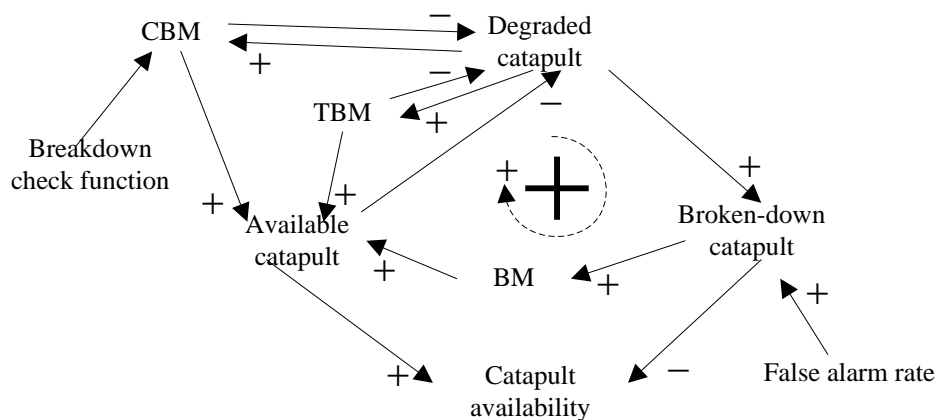 CBM
−
+
Degraded
catapult
−
+
−
TBM
Breakdown
check function
+
+
Available
catapult
+
+
+
Broken-down
catapult
BM
+
+
+
−
+
Catapult
availability
False alarm rate